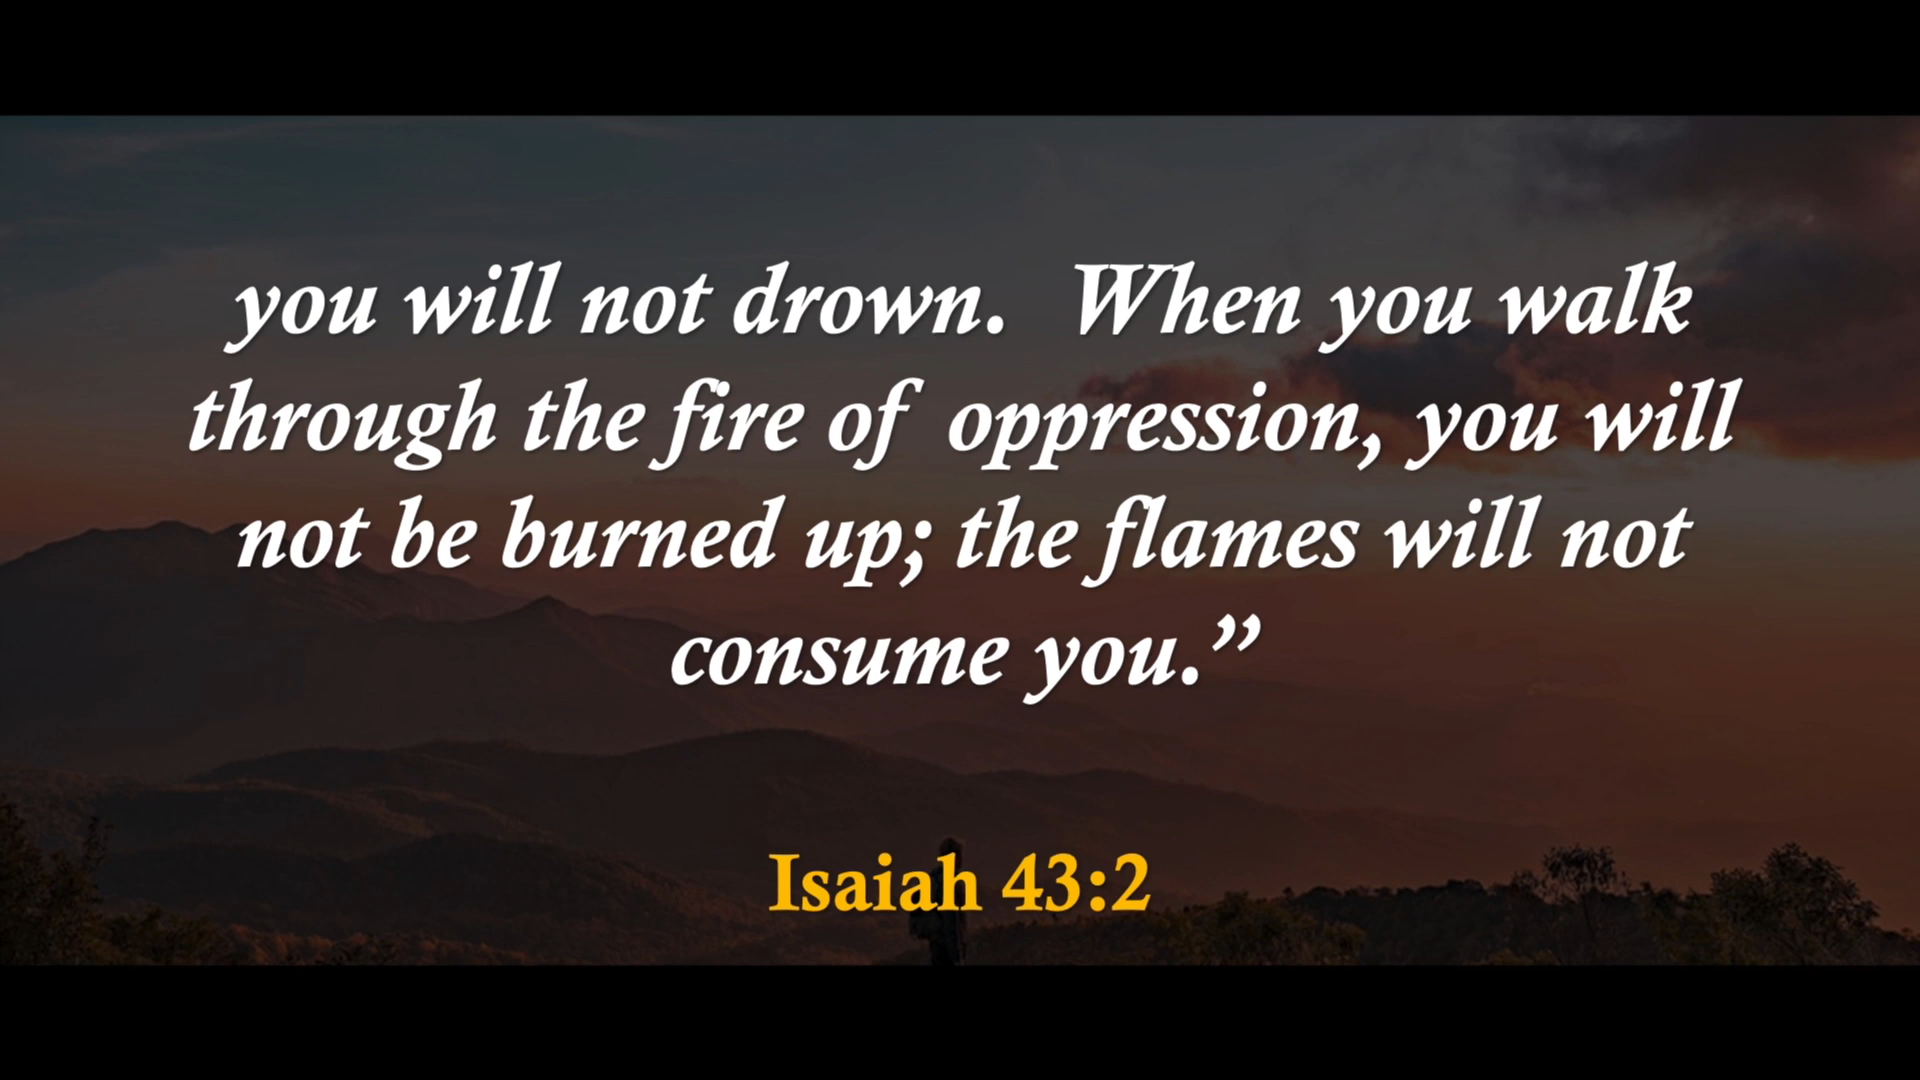 you will not drown.  When you walk
through the fire of  oppression, you will
not be burned up; the flames will not
consume you.”
Isaiah 43:2